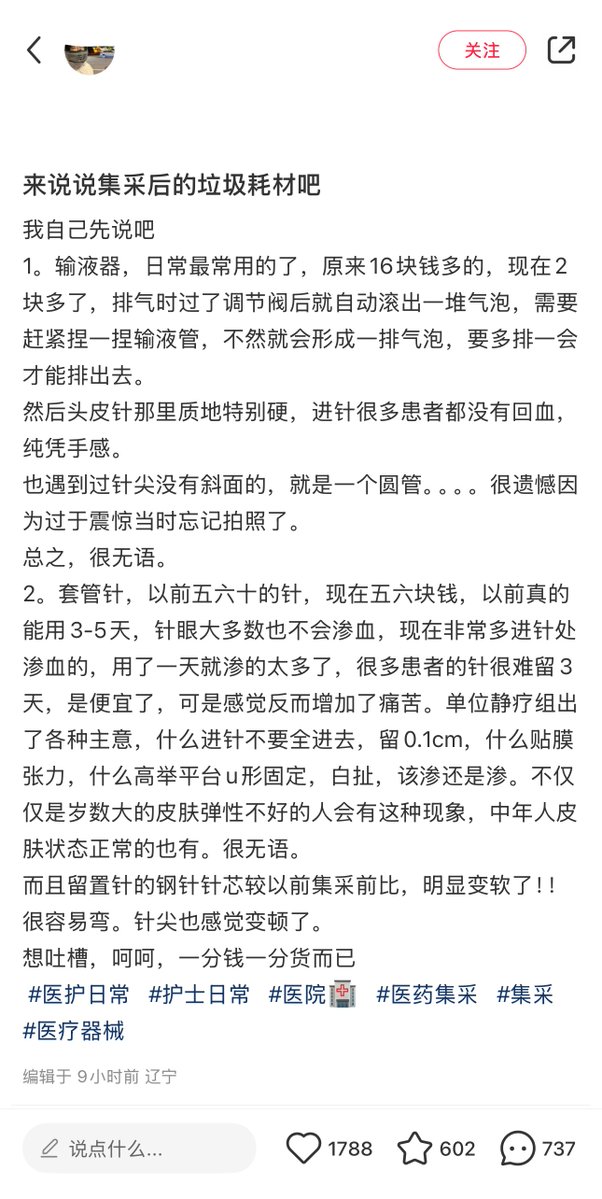 关注
来说说集采后的垃圾耗材吧
我自己先说吧
1。输液器，日常最常用的了，原来16块钱多的，现在2
块多了，排气时过了调节阀后就自动滚出一堆气泡，需要
赶紧捏一捏输液管，不然就会形成一排气泡，要多排一会
才能排出去。
然后头皮针那里质地特别硬，进针很多患者都没有回血，
纯凭手感。
也遇到过针尖没有斜面的，就是一个圆管。。。。很遗憾因
为过于震惊当时忘记拍照了。
总之，很无语。
2。套管针，以前五六十的针，现在五六块钱，以前真的
能用3-5天，针眼大多数也不会渗血，现在非常多进针处
渗血的，用了一天就渗的太多了，很多患者的针很难留3
天，是便宜了，可是感觉反而增加了痛苦。单位静疗组出
了各种主意，什么进针不要全进去，留0.1cm，什么贴膜
张力，什么高举平台u形固定，白扯，该渗还是渗。不仅
仅是岁数大的皮肤弹性不好的人会有这种现象，中年人皮
肤状态正常的也有。很无语。
而且留置针的钢针针芯较以前集采前比，明显变软了!!
很容易弯。针尖也感觉变顿了。
想吐槽，呵呵，一分钱一分货而已
#医护日常 #护士日常 #医院🏥 #医药集采 #集采
#医疗器械
编辑于 9小时前 辽宁
说点什么... 1788 602 737